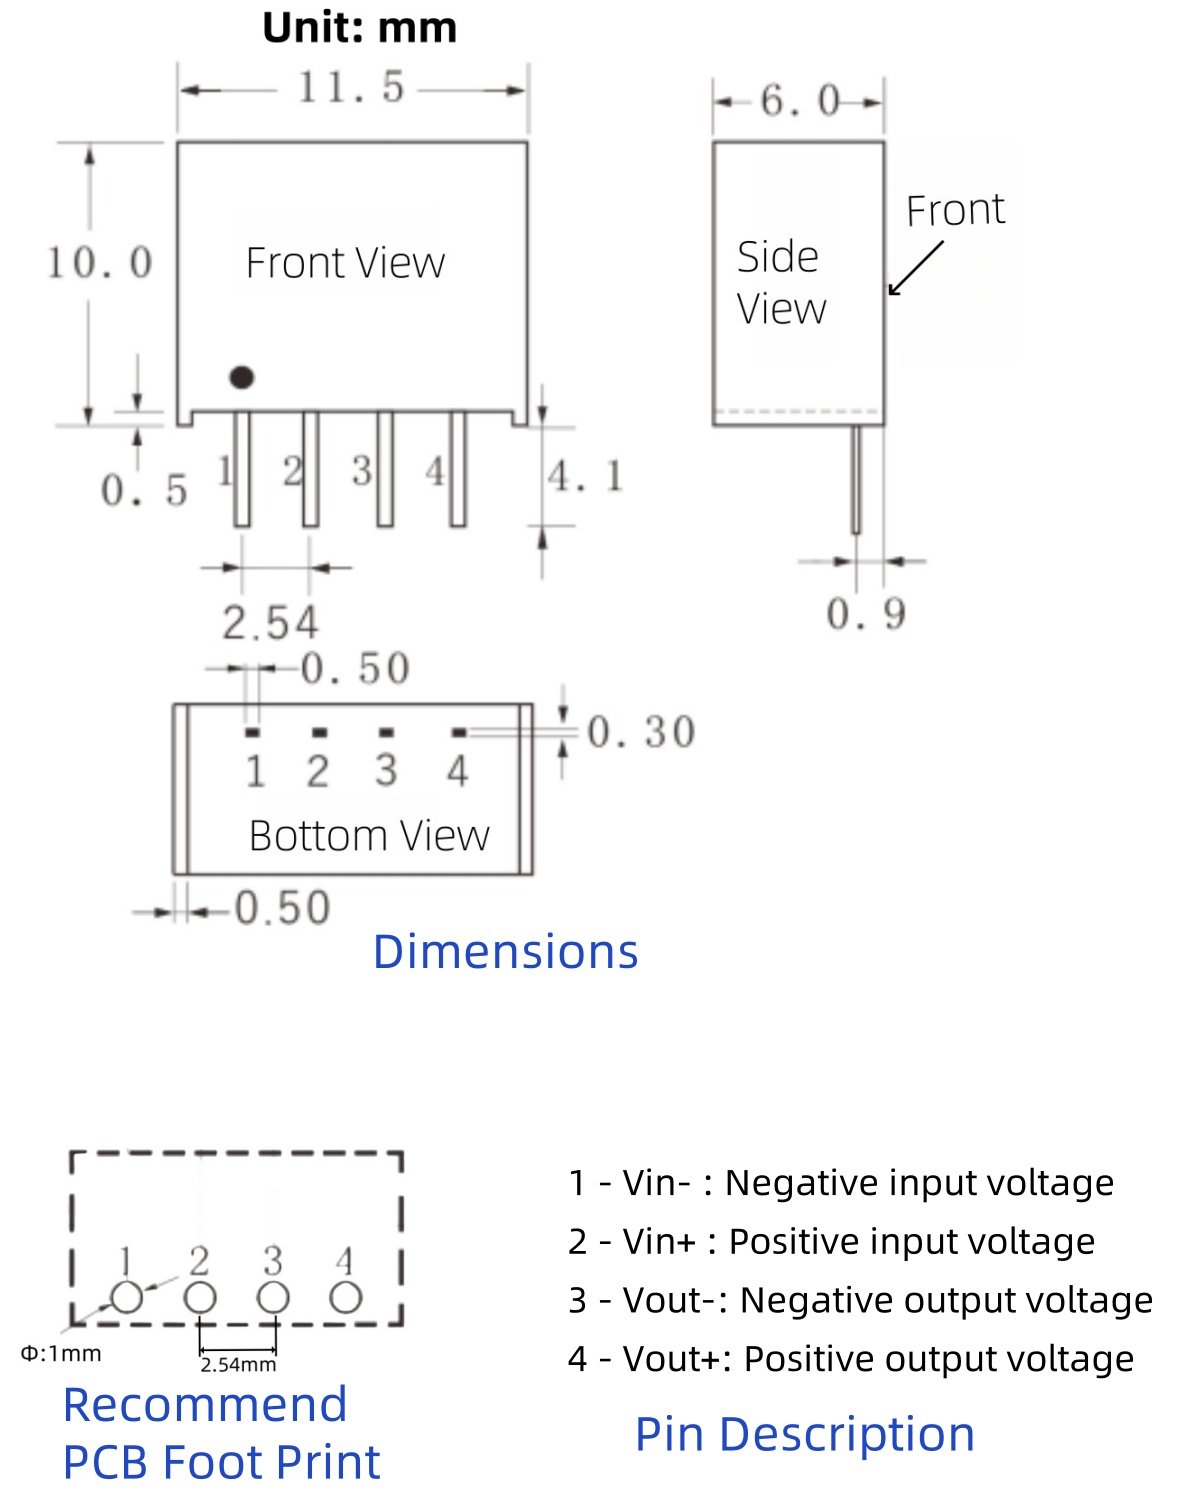 Unit: mm
11.5
6.0
Front
10.0
Front View
Side
View
0.5
1 2 3 4
4.1
2.54
0.9
0.50
0.30
1 2 3 4
Bottom View
0.50
Dimensions
1 2 3 4
Φ:1mm
2.54mm
Recommend
PCB Foot Print
1 - Vin- : Negative input voltage
2 - Vin+ : Positive input voltage
3 - Vout-: Negative output voltage
4 - Vout+: Positive output voltage
Pin Description